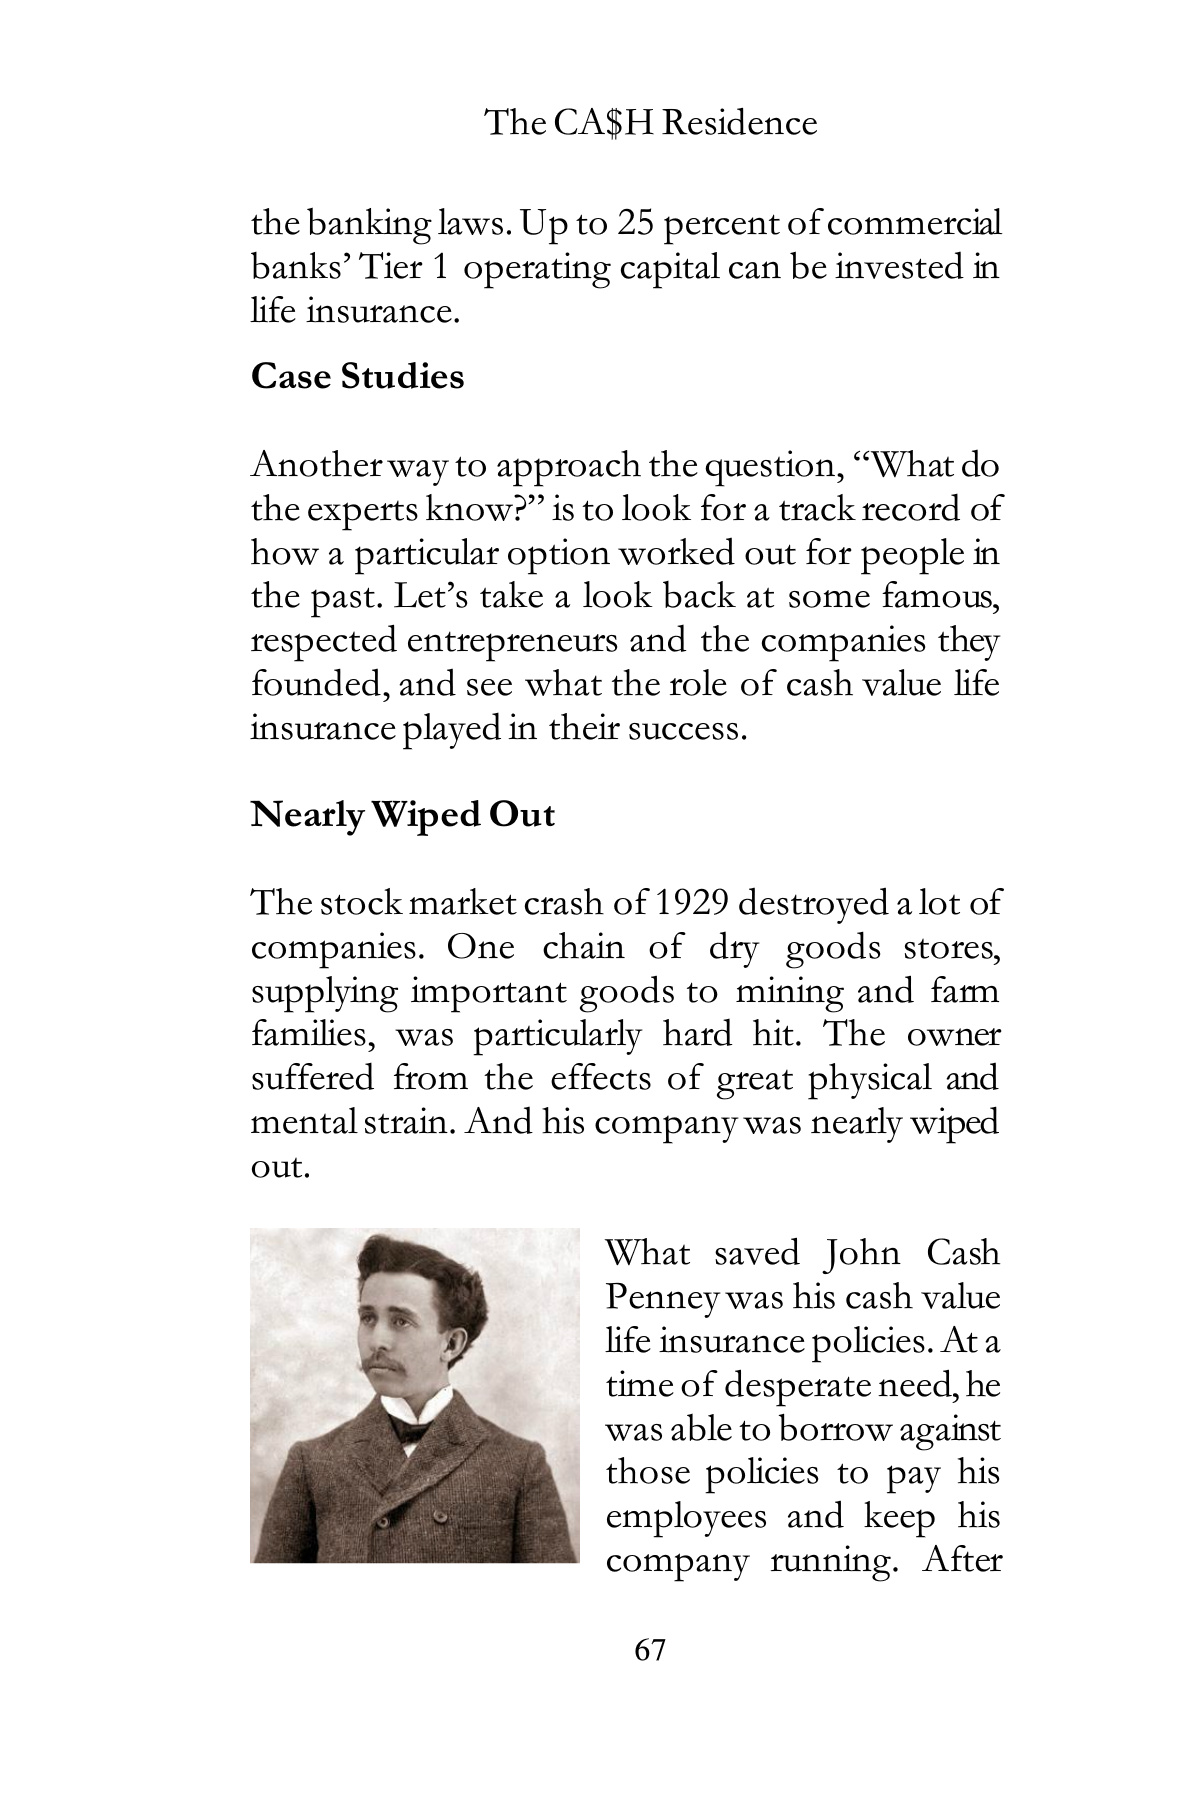 The CA$H Residence
the banking laws. Up to 25 percent of commercial
banks’ Tier 1 operating capital can be invested in
life insurance.
Case Studies
Another way to approach the question, “What do
the experts know?” is to look for a track record of
how a particular option worked out for people in
the past. Let’s take a look back at some famous,
respected entrepreneurs and the companies they
founded, and see what the role of cash value life
insurance played in their success.
Nearly Wiped Out
The stock market crash of 1929 destroyed a lot of
companies. One chain of dry goods stores,
supplying important goods to mining and farm
families, was particularly hard hit. The owner
suffered from the effects of great physical and
mental strain. And his company was nearly wiped
out.
What saved John Cash
Penney was his cash value
life insurance policies. At a
time of desperate need, he
was able to borrow against
those policies to pay his
employees and keep his
company running. After
67